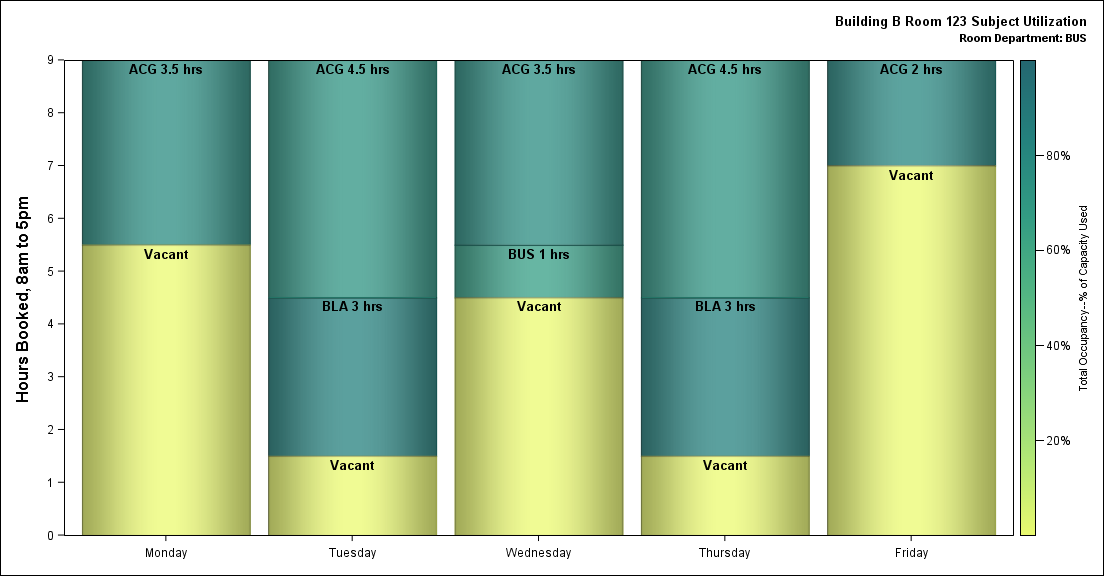 Building B Room 123 Subject Utilization
Room Department: BUS
Hours Booked, 8am to 5pm
9
8
7
6
5
4
3
2
1
0
ACG 3.5 hrs
Vacant
ACG 4.5 hrs
BLA 3 hrs
Vacant
ACG 3.5 hrs
BUS 1 hrs
Vacant
ACG 4.5 hrs
BLA 3 hrs
Vacant
ACG 2 hrs
Vacant
Monday
Tuesday
Wednesday
Thursday
Friday
80%
60%
40%
20%
Total Occupancy--% of Capacity Used